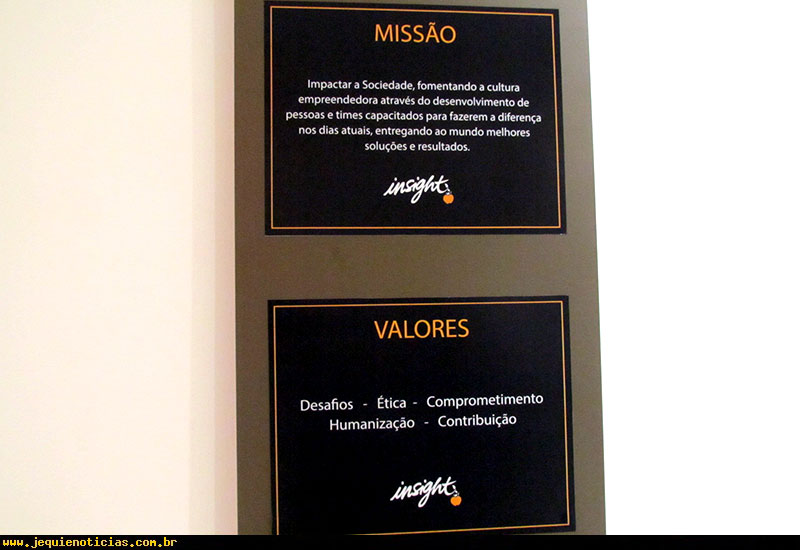 MISSÃO
Impactar a Sociedade, fomentando a cultura
empreendedora através do desenvolvimento de
pessoas e times capacitados para fazerem a diferença
nos dias atuais, entregando ao mundo melhores
soluções e resultados.
insight
VALORES
Desafios - Ética - Comprometimento
Humanização - Contribuição
insight
www.jequienoticias.com.br